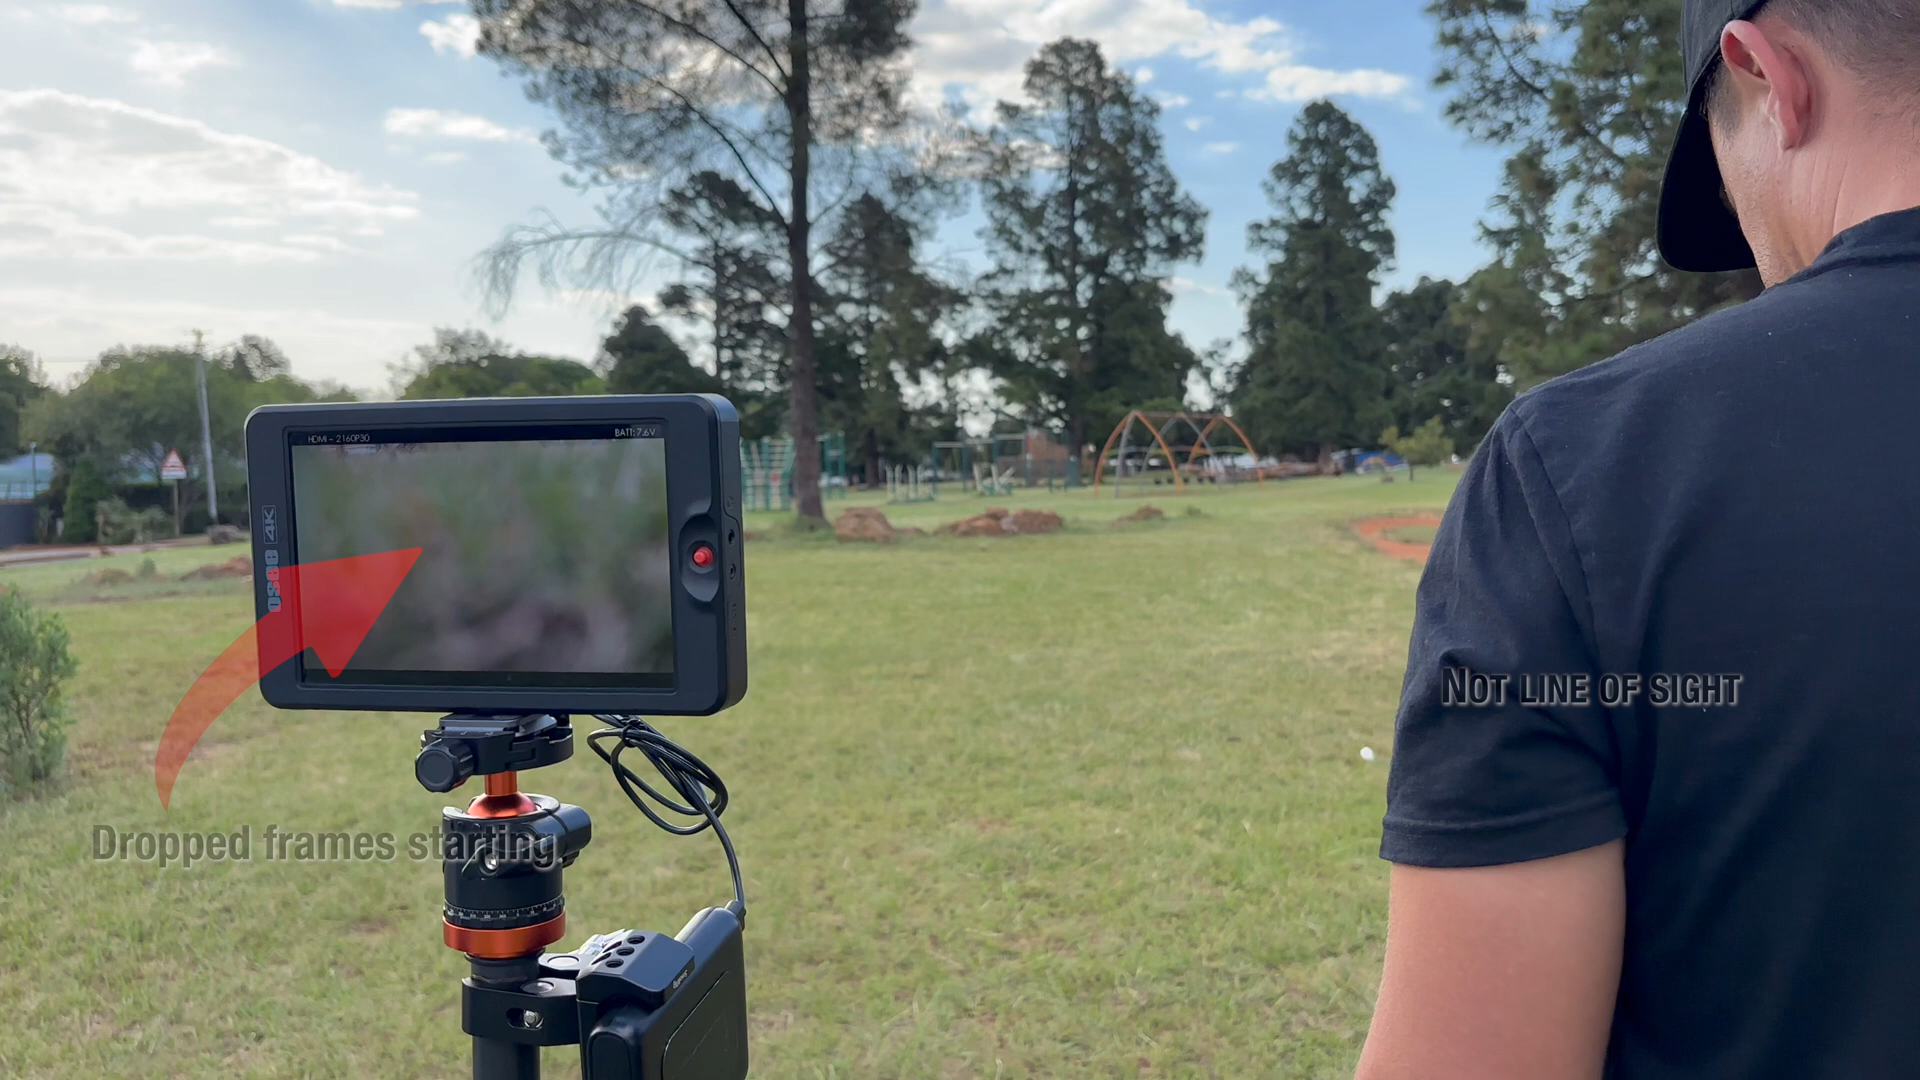 HDMI - 2160P30
BATT: 7.6V
4K
NOT LINE OF SIGHT
Dropped frames starting